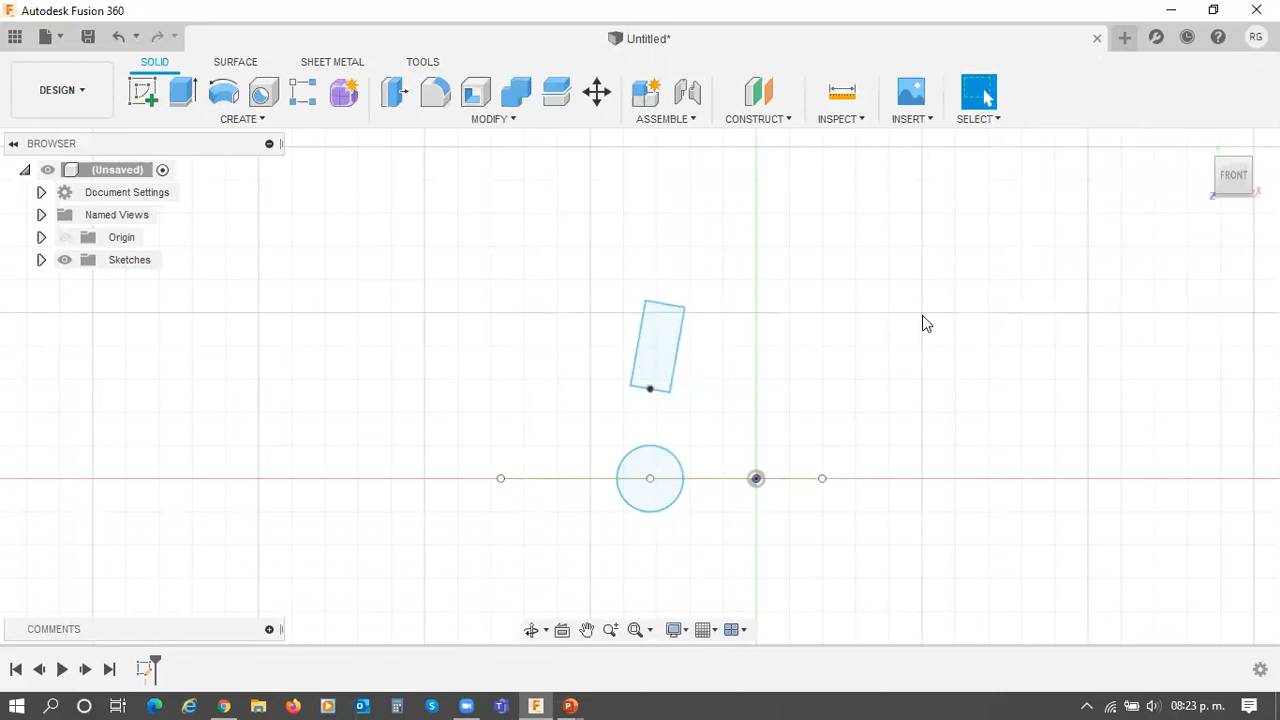 Autodesk Fusion 360
Untitled*
RG
DESIGN
SOLID SURFACE SHEET METAL TOOLS
CREATE MODIFY ASSEMBLE CONSTRUCT INSPECT INSERT SELECT
BROWSER
(Unsaved)
Document Settings
Named Views
Origin
Sketches
FRONT
X
Y
Z
COMMENTS
08:23 p. m.